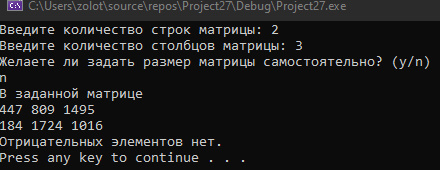 C:\Users\zolot\source\repos\Project27\Debug\Project27.exe
Введите количество строк матрицы: 2
Введите количество столбцов матрицы: 3
Желаете ли задать размер матрицы самостоятельно? (y/n)
n
В заданной матрице
447 809 1495
184 1724 1016
Отрицательных элементов нет.
Press any key to continue . . .